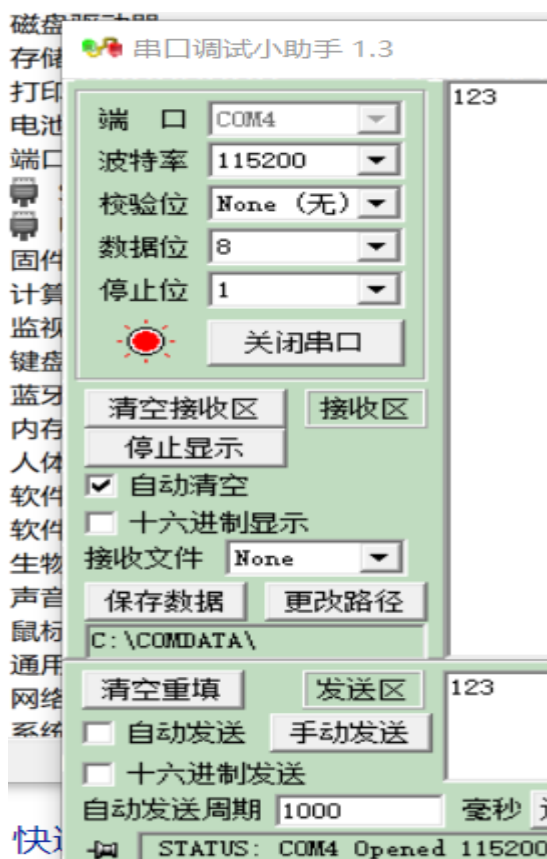 串口调试小助手 1.3
磁盘驱动器
存储
打印
电池
端口
固件
计算
监视
键盘
蓝牙
内存
人体
软件
软件
生物
声音
鼠标
通用
网络
系统
快
端 口 COM4
波特率 115200
校验位 None (无)
数据位 8
停止位 1
关闭串口
清空接收区 接收区
停止显示
自动清空
十六进制显示
接收文件 None
保存数据 更改路径
C:\COMDATA\
123
清空重填 发送区
自动发送 手动发送
十六进制发送
自动发送周期 1000 毫秒
STATUS: COM4 Opened 115200
123